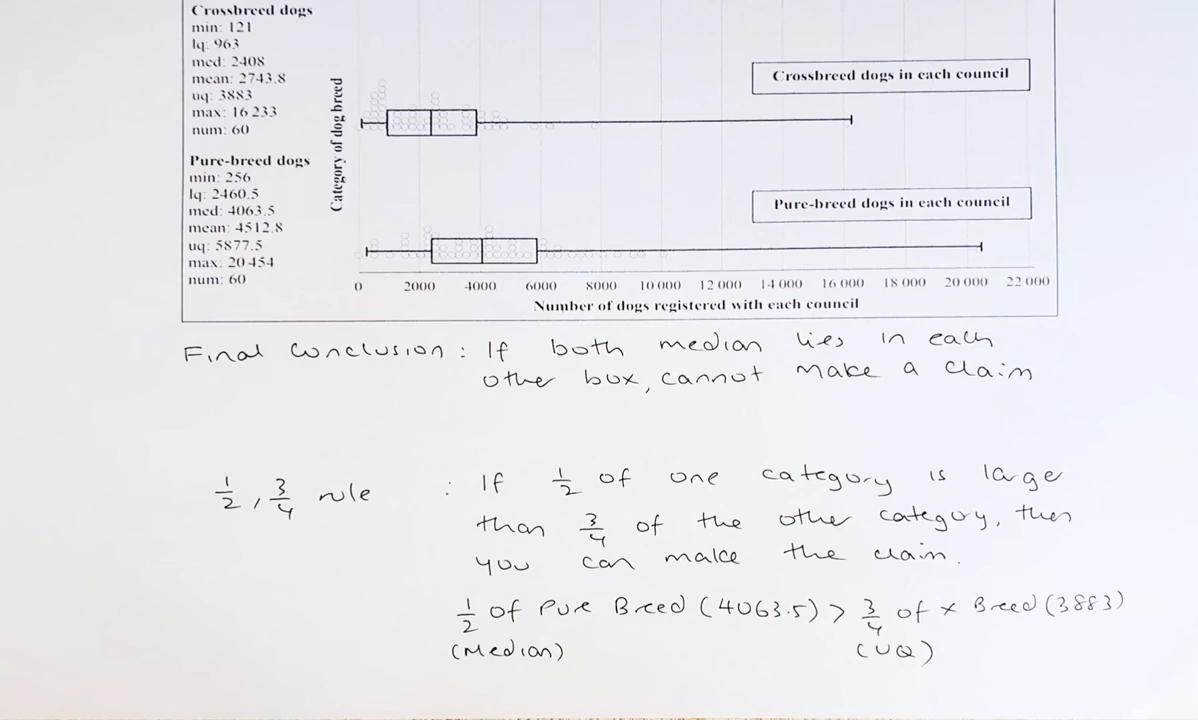 Crossbreed dogs
min: 121
lq: 963
med: 2408
mean: 2743.8
uq: 3883
max: 16 233
num: 60
Pure-breed dogs
min: 256
lq: 2460.5
med: 4063.5
mean: 4512.8
uq: 5877.5
max: 20 454
num: 60
Category of dog breed
Crossbreed dogs in each council
Pure-breed dogs in each council
0 2000 4000 6000 8000 10 000 12 000 14 000 16 000 18 000 20 000 22 000
Number of dogs registered with each council
Final Conclusion : If both median lies in each
other box, cannot make a claim
1/2, 3/4 rule : If 1/2 of one category is large
than 3/4 of the other category, then
you can make the claim.
1/2 of Pure Breed (4063.5) > 3/4 of x Breed (3883)
(Median) (UQ)